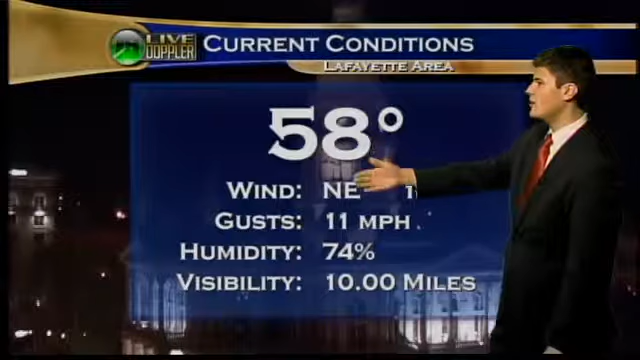 LIVE
DOPPLER
CURRENT CONDITIONS
LAFAYETTE AREA
58°
WIND: NE
GUSTS: 11 MPH
HUMIDITY: 74%
VISIBILITY: 10.00 MILES